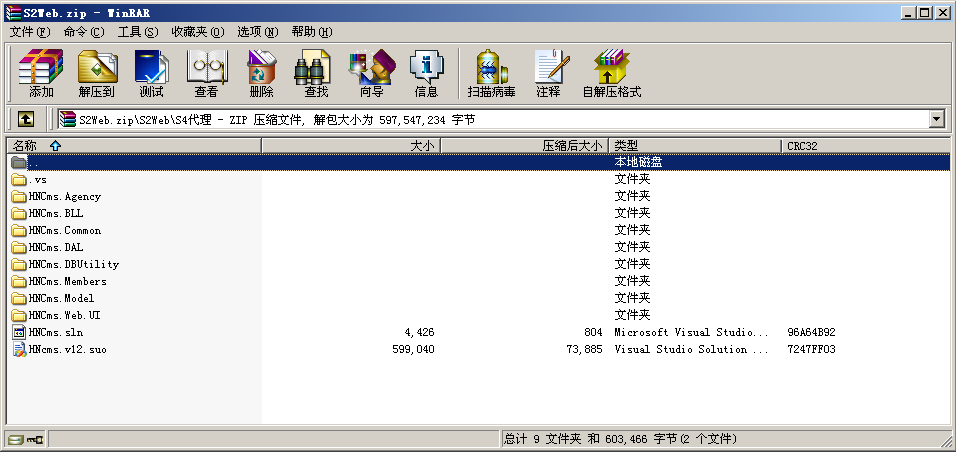 S2Web.zip - WinRAR
文件(F) 命令(C) 工具(S) 收藏夹(O) 选项(N) 帮助(H)
添加 解压到 测试 查看 删除 查找 向导 信息 扫描病毒 注释 自解压格式
S2Web.zip\S2Web\S4代理 - ZIP 压缩文件, 解包大小为 597,547,234 字节
名称 大小 压缩后大小 类型 CRC32
.. 本地磁盘
.vs 文件夹
HNCms.Agency 文件夹
HNCms.BLL 文件夹
HNCms.Common 文件夹
HNCms.DAL 文件夹
HNCms.DBUtility 文件夹
HNCms.Members 文件夹
HNCms.Model 文件夹
HNCms.Web.UI 文件夹
HNCms.sln 4,426 804 Microsoft Visual Studio... 96A64B92
HNcms.v12.suo 599,040 73,885 Visual Studio Solution ... 7247FF03
总计 9 文件夹 和 603,466 字节(2 个文件)